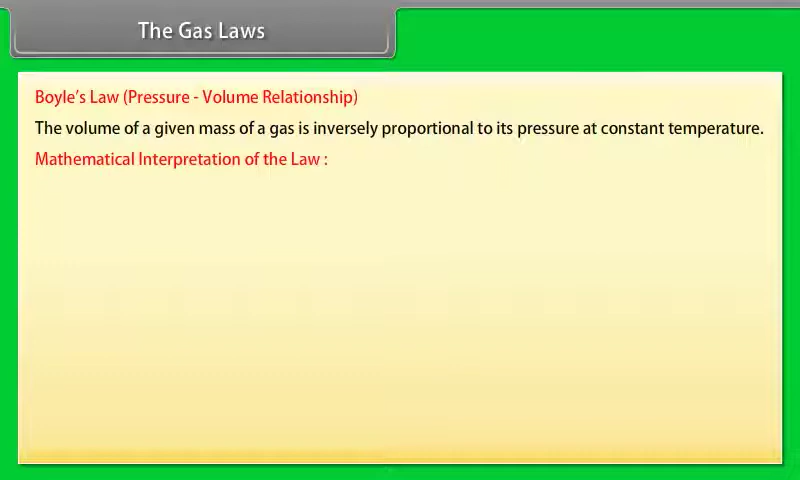 The Gas Laws
Boyle’s Law (Pressure - Volume Relationship)
The volume of a given mass of a gas is inversely proportional to its pressure at constant temperature.
Mathematical Interpretation of the Law :